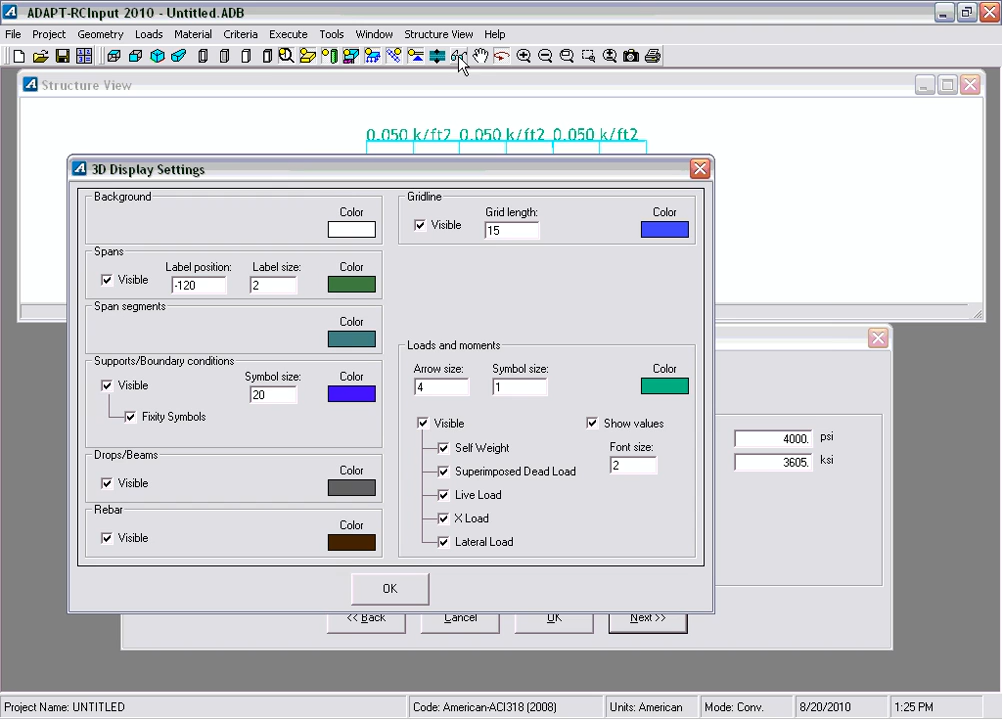 ADAPT-RCInput 2010 - Untitled.ADB
File Project Geometry Loads Material Criteria Execute Tools Window Structure View Help
Structure View
0.050 k/ft2 0.050 k/ft2 0.050 k/ft2
3D Display Settings
Background
Color
Gridline
Visible
Grid length:
15
Color
Spans
Visible
Label position:
-120
Label size:
2
Color
Span segments
Color
Supports/Boundary conditions
Visible
Fixity Symbols
Symbol size:
20
Color
Drops/Beams
Visible
Color
Rebar
Visible
Color
Loads and moments
Arrow size:
4
Symbol size:
1
Color
Visible
Show values
Self Weight
Font size:
2
Superimposed Dead Load
Live Load
X Load
Lateral Load
OK
4000. psi
3605. ksi
<< Back Cancel OK Next >>
Project Name: UNTITLED Code: American-ACI318 (2008) Units: American Mode: Conv. 8/20/2010 1:25 PM